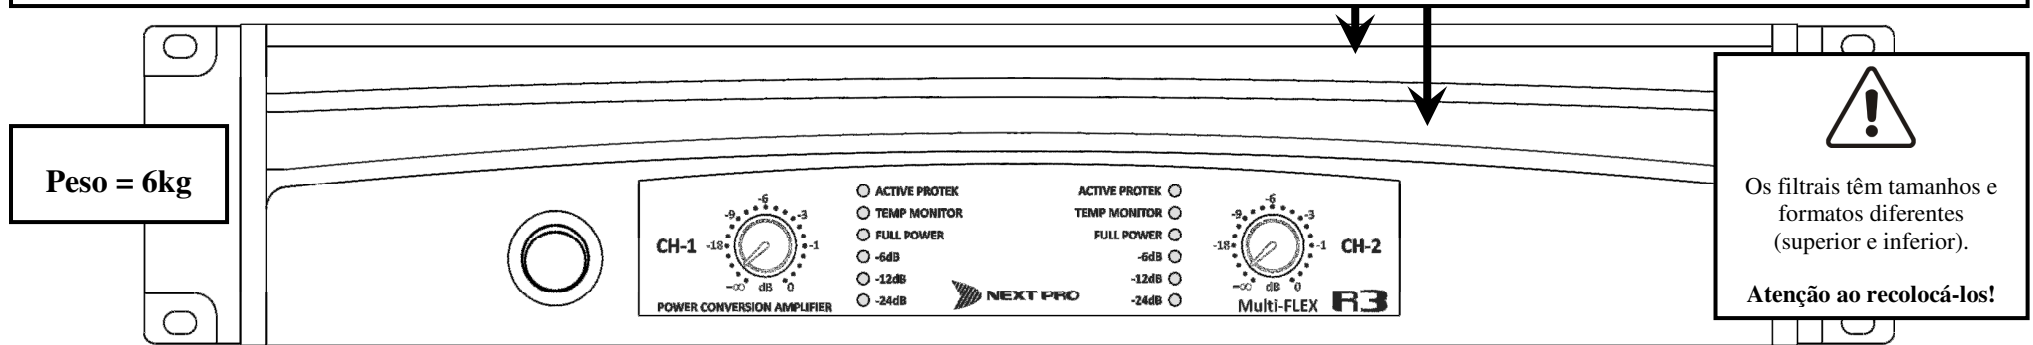 Peso = 6kg
CH-1
-∞
-18
-9
-6
-3
-1
0
dB
POWER CONVERSION AMPLIFIER
ACTIVE PROTEK
TEMP MONITOR
FULL POWER
-6dB
-12dB
-24dB
NEXT PRO
ACTIVE PROTEK
TEMP MONITOR
FULL POWER
-6dB
-12dB
-24dB
-∞
-18
-9
-6
-3
-1
0
dB
CH-2
Multi-FLEX R3
Os filtrais têm tamanhos e
formatos diferentes
(superior e inferior).
Atenção ao recolocá-los!